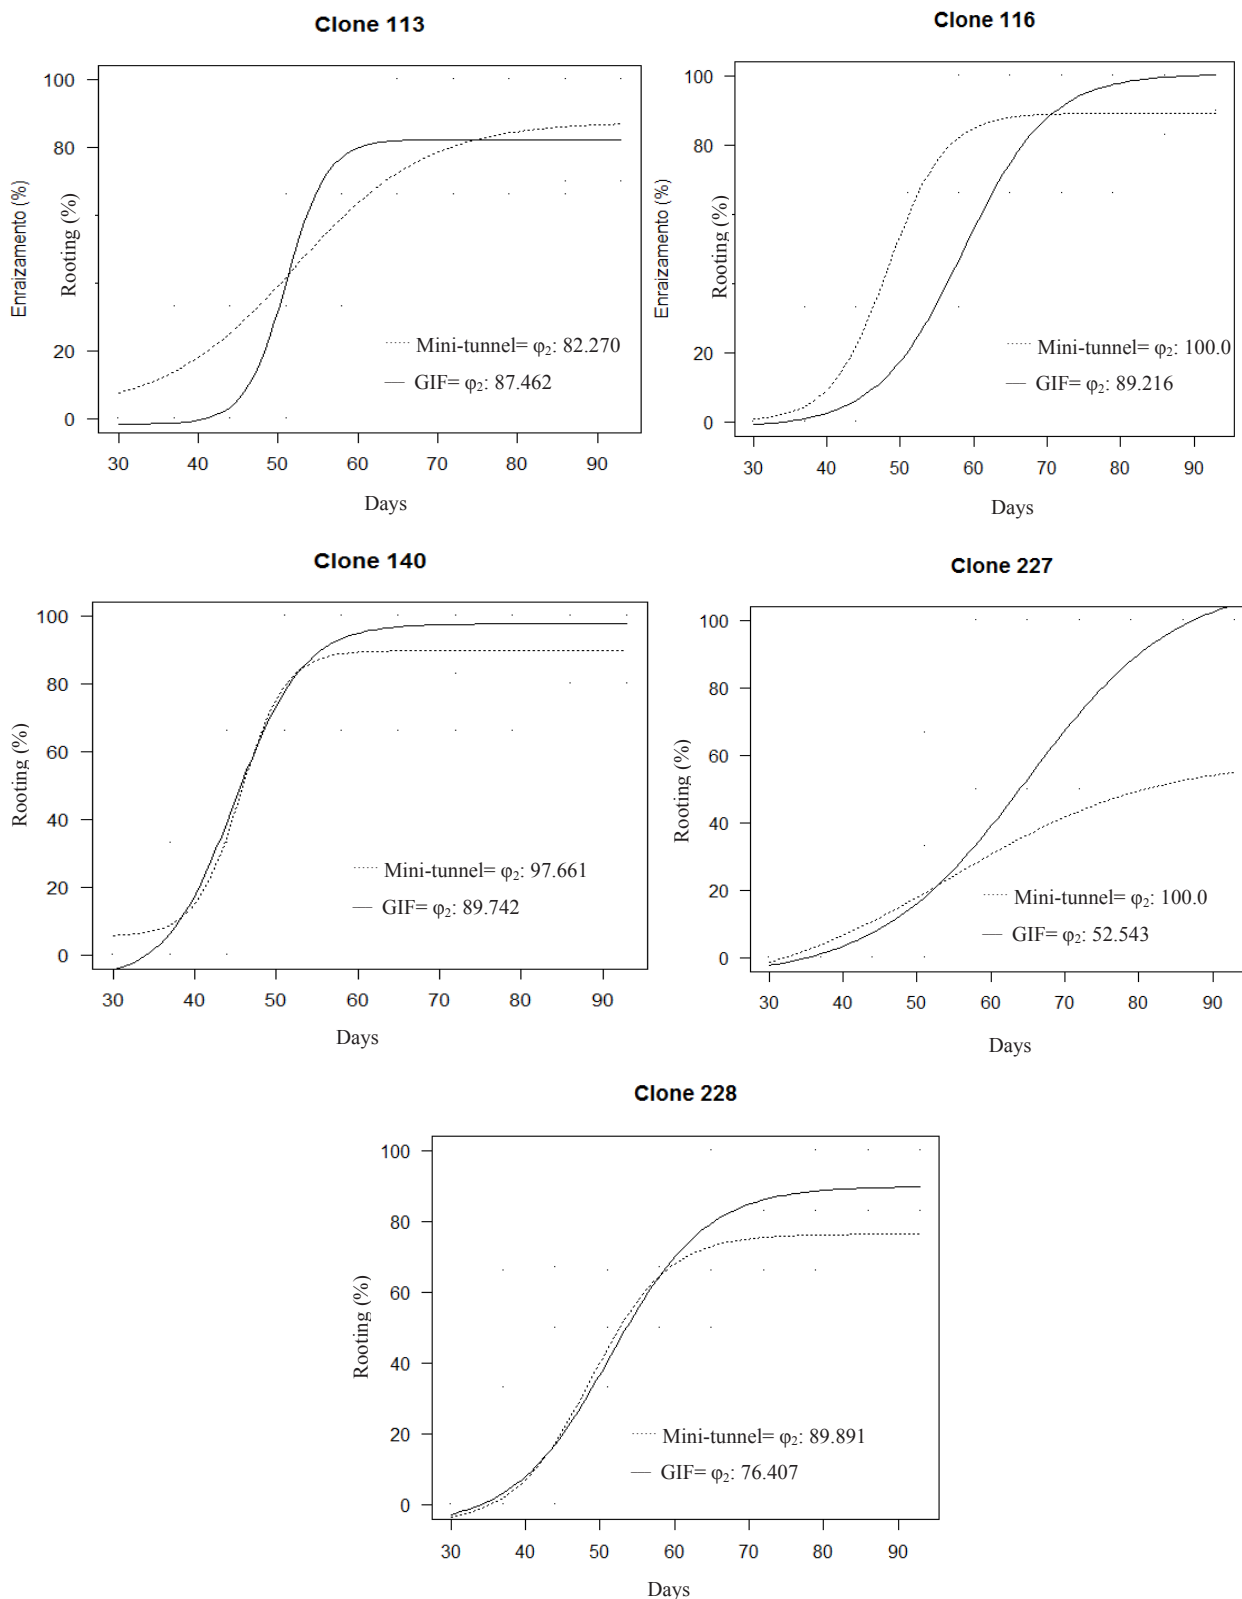 Clone 113
Enraizamento (%)
Rooting (%)
100
80
20
0
Mini-tunnel= φ₂: 82.270
GIF= φ₂: 87.462
30 40 50 60 70 80 90
Days
Clone 116
Enraizamento (%)
Rooting (%)
100
80
20
0
Mini-tunnel= φ₂: 100.0
GIF= φ₂: 89.216
30 40 50 60 70 80 90
Days
Clone 140
Rooting (%)
100
80
60
40
20
0
Mini-tunnel= φ₂: 97.661
GIF= φ₂: 89.742
30 40 50 60 70 80 90
Days
Clone 227
Rooting (%)
100
80
60
40
20
0
Mini-tunnel= φ₂: 100.0
GIF= φ₂: 52.543
30 40 50 60 70 80 90
Days
Clone 228
Rooting (%)
100
80
60
40
20
0
Mini-tunnel= φ₂: 89.891
GIF= φ₂: 76.407
30 40 50 60 70 80 90
Days